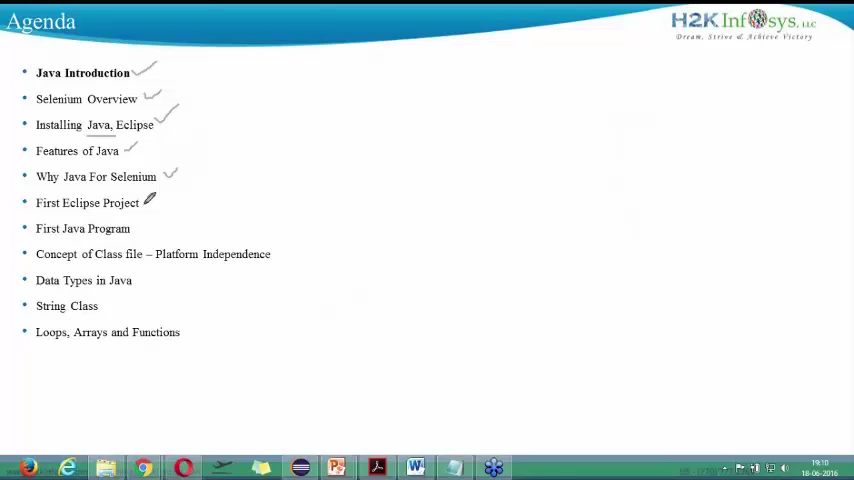 Agenda
H2K Infosys, LLC
Dream, Strive & Achieve Victory
• Java Introduction
• Selenium Overview
• Installing Java, Eclipse
• Features of Java
• Why Java For Selenium
• First Eclipse Project
• First Java Program
• Concept of Class file – Platform Independence
• Data Types in Java
• String Class
• Loops, Arrays and Functions
19:10
18-06-2016